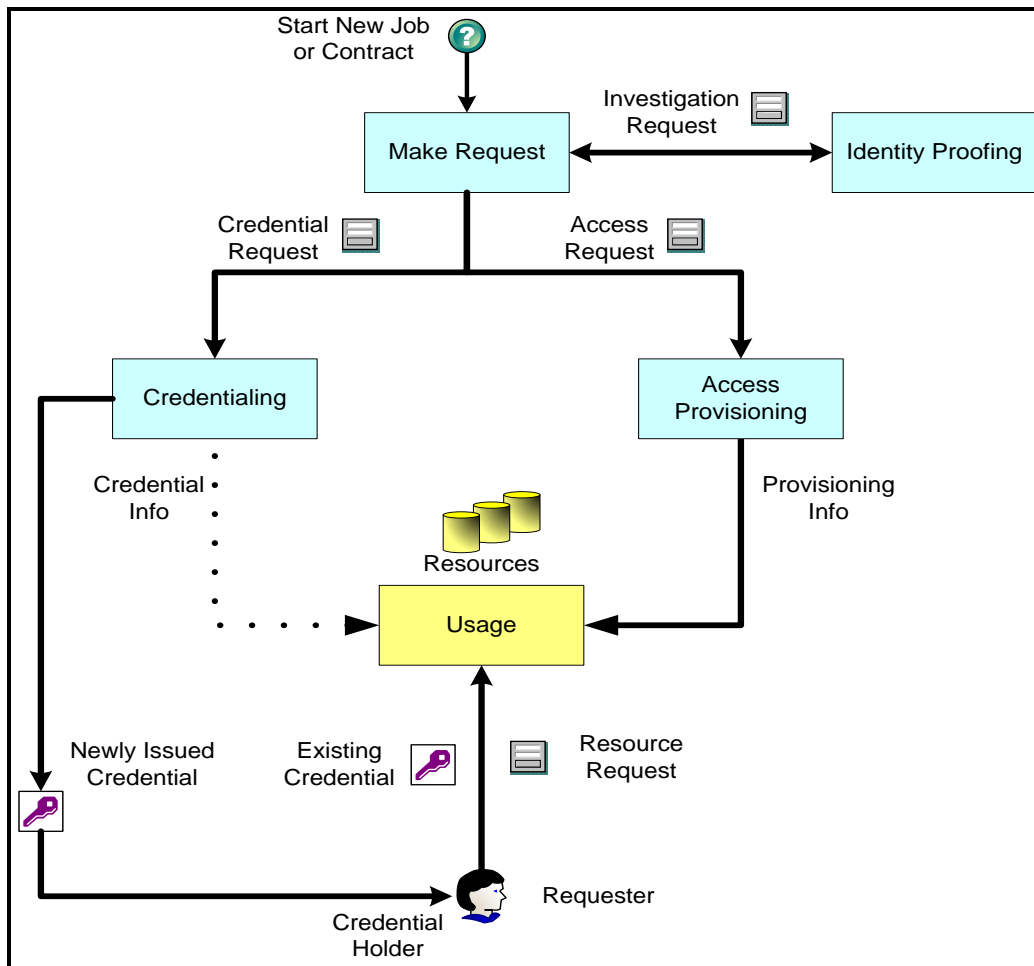 Start New Job
or Contract
?
Investigation
Request
Make Request
Identity Proofing
Credential
Request
Access
Request
Credentialing
Access
Provisioning
Credential
Info
Provisioning
Info
Resources
Usage
Newly Issued
Credential
Existing
Credential
Resource
Request
Requester
Credential
Holder